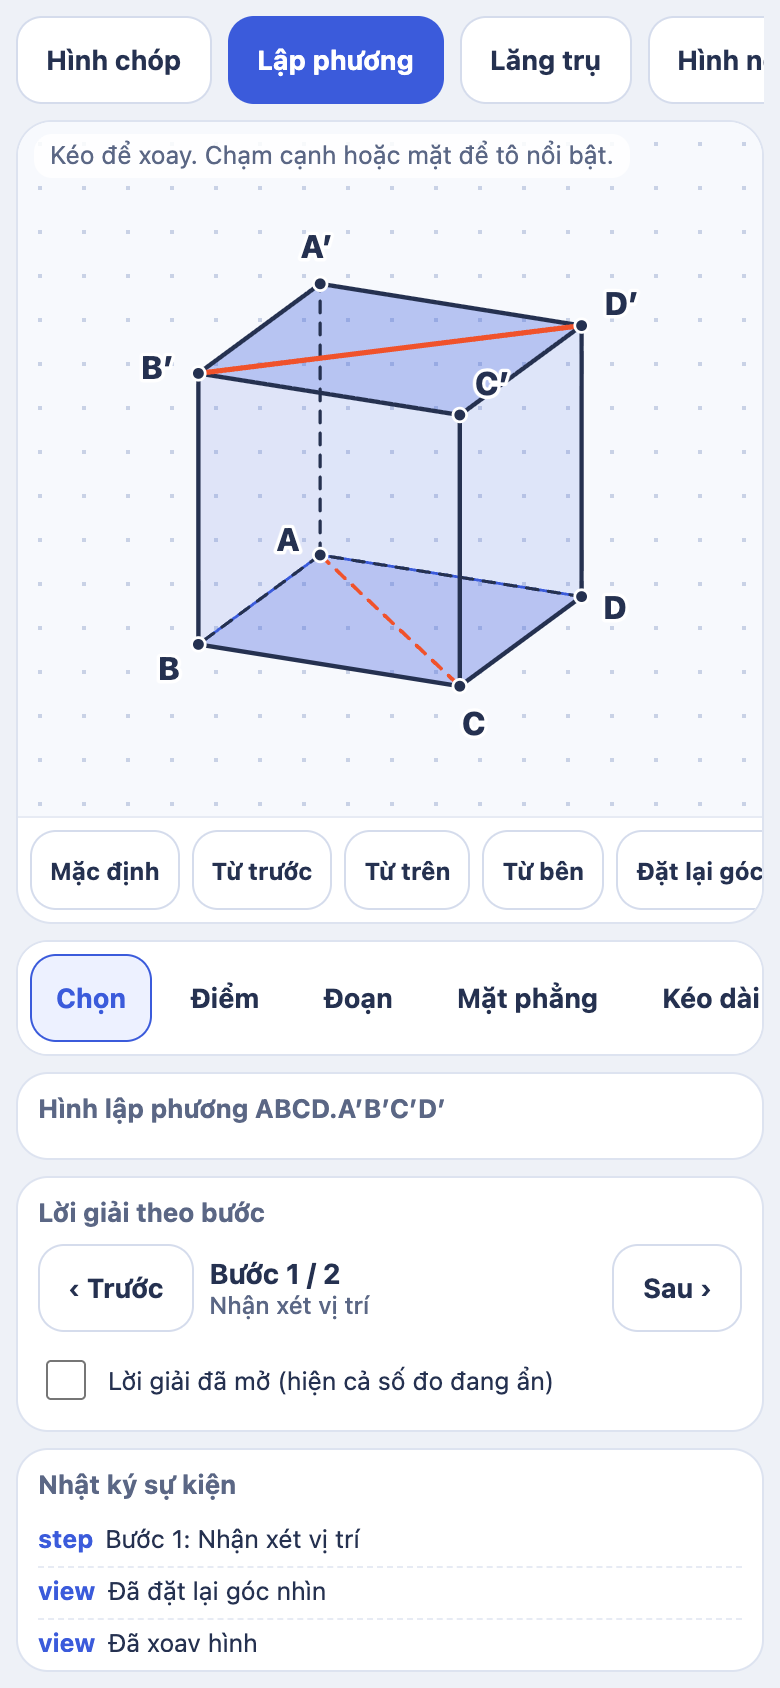 Hình chóp
Lập phương
Lăng trụ
Hình n
Kéo để xoay. Chạm cạnh hoặc mặt để tô nổi bật.
A′
D′
B′
C′
A
D
B
C
Mặc định
Từ trước
Từ trên
Từ bên
Đặt lại góc
Chọn
Điểm
Đoạn
Mặt phẳng
Kéo dài
Hình lập phương ABCD.A′B′C′D′
Lời giải theo bước
‹ Trước
Bước 1 / 2
Nhận xét vị trí
Sau ›
Lời giải đã mở (hiện cả số đo đang ẩn)
Nhật ký sự kiện
step Bước 1: Nhận xét vị trí
view Đã đặt lại góc nhìn
view Đã xoay hình